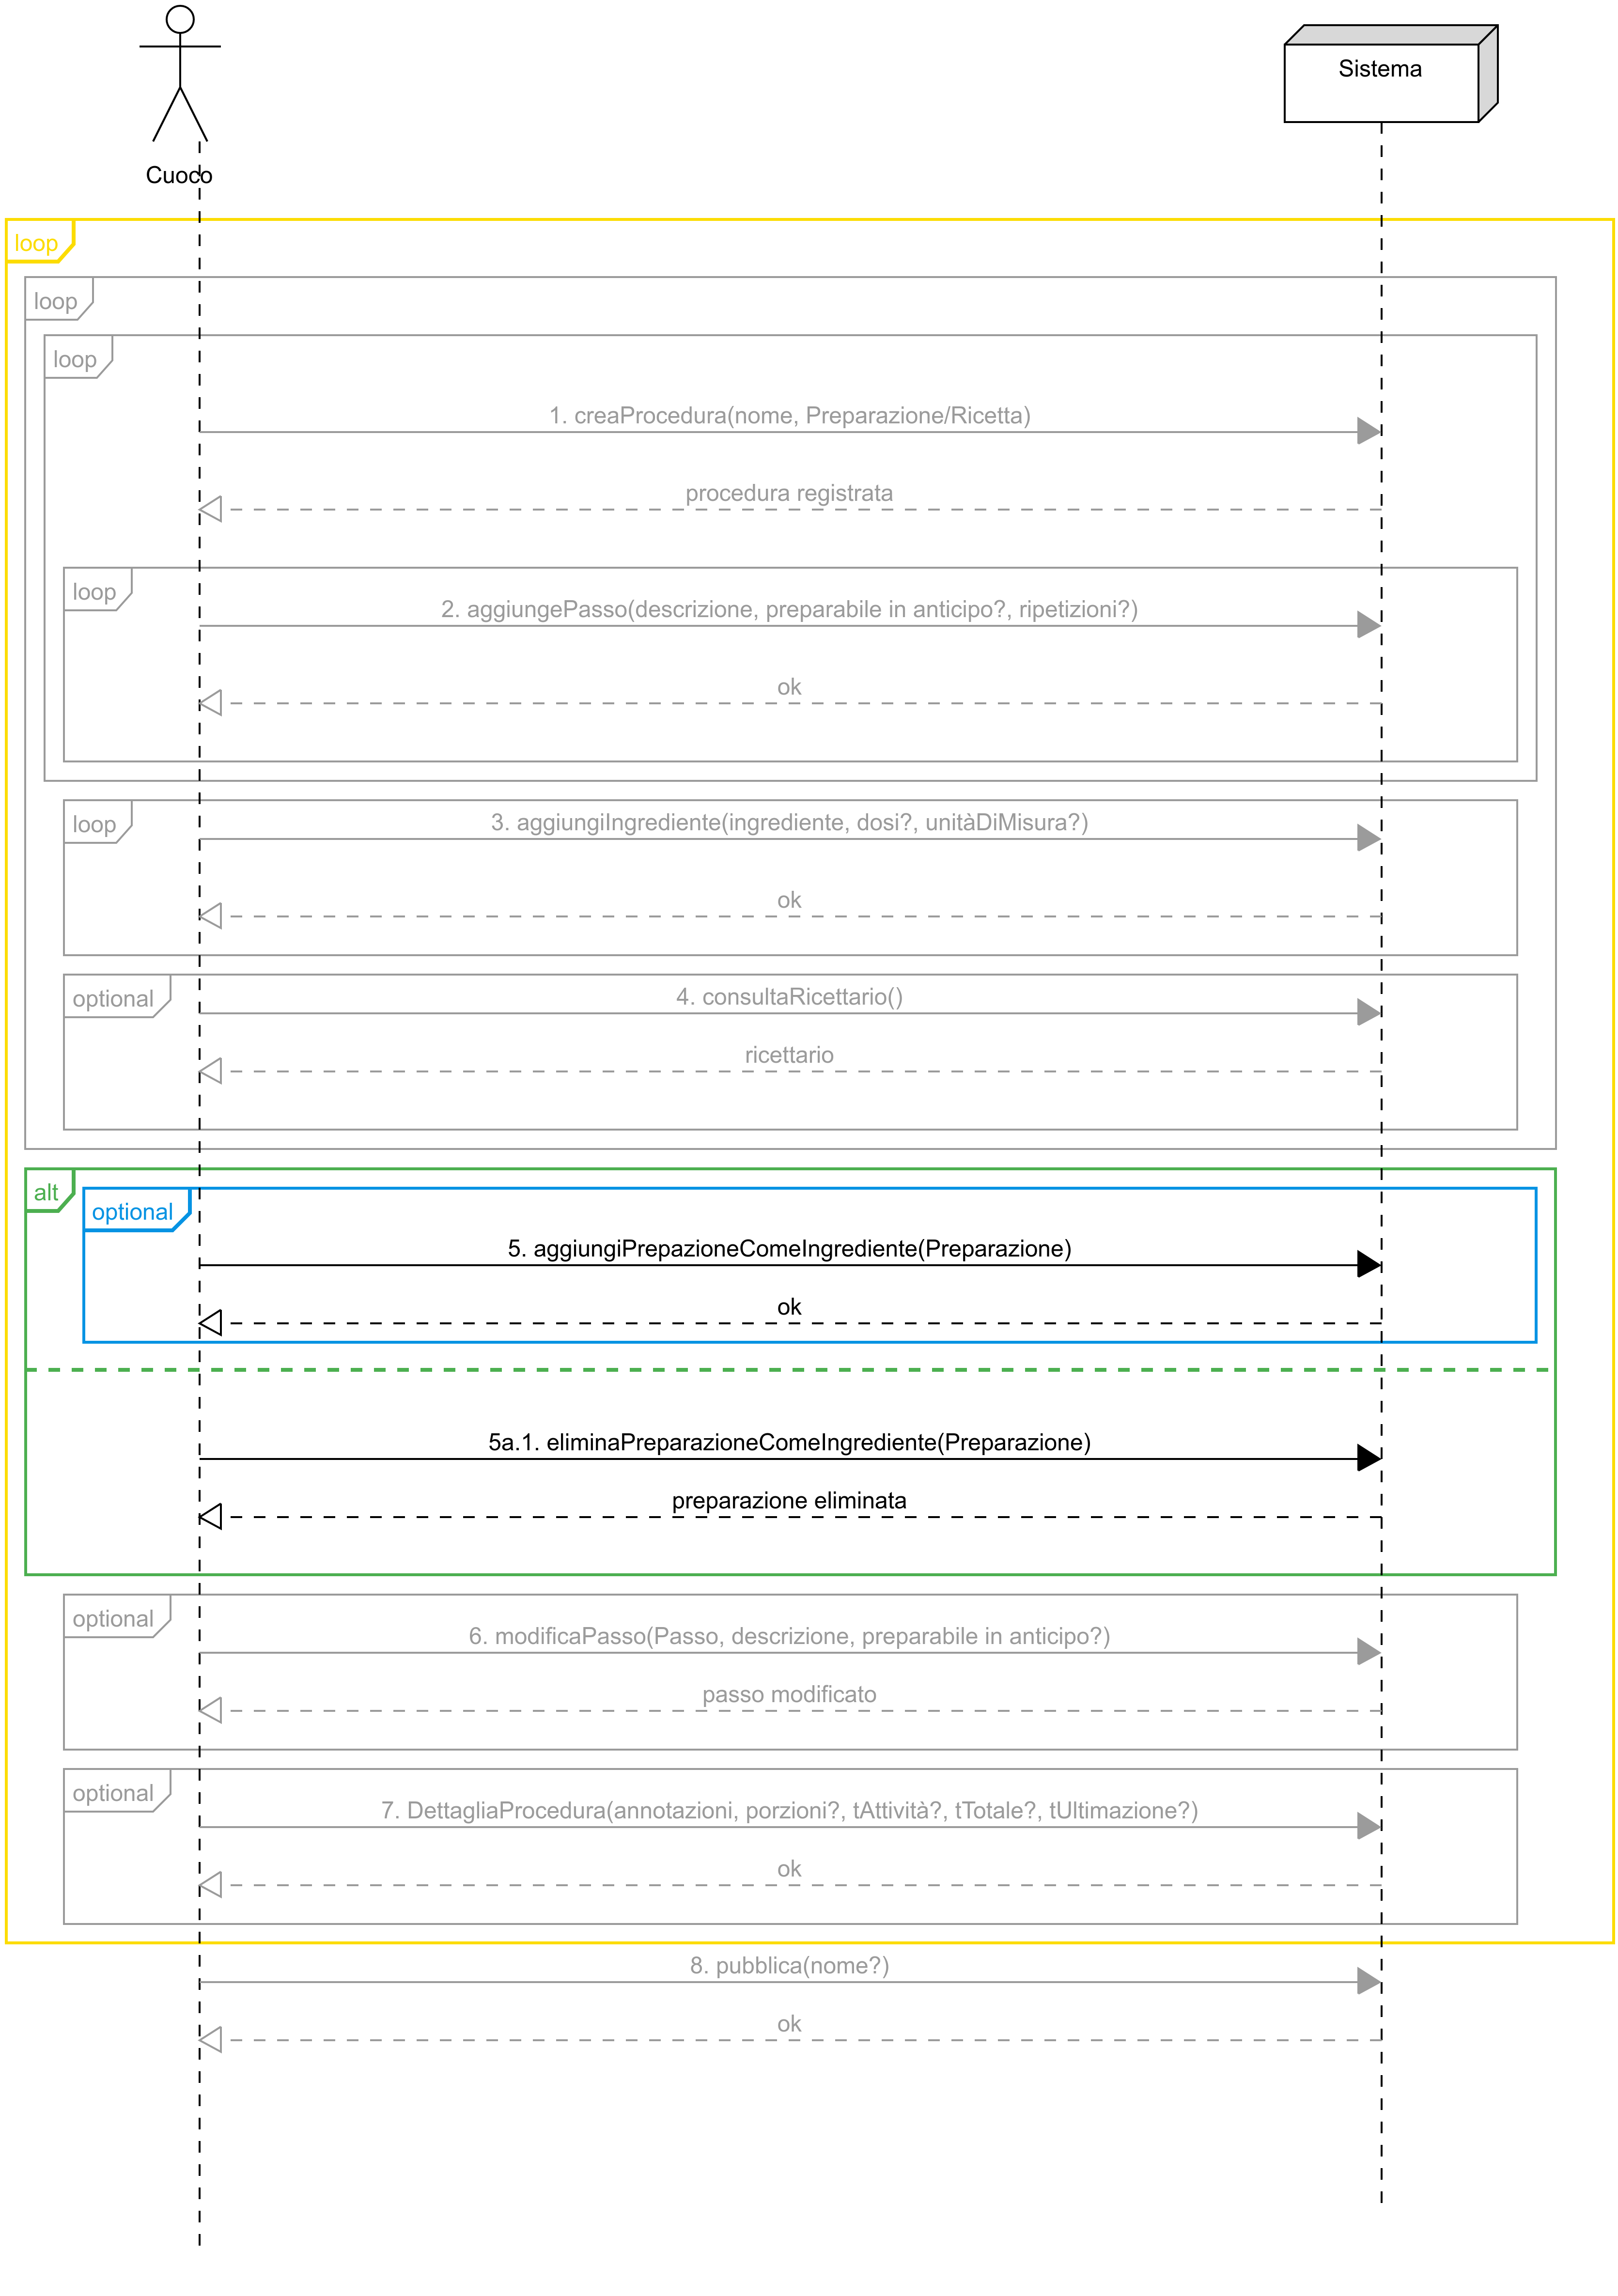 Sistema
Cuoco
loop
loop
loop
1. creaProcedura(nome, Preparazione/Ricetta)
procedura registrata
loop
2. aggiungePasso(descrizione, preparabile in anticipo?, ripetizioni?)
ok
loop
3. aggiungiIngrediente(ingrediente, dosi?, unitàDiMisura?)
ok
optional
4. consultaRicettario()
ricettario
alt
optional
5. aggiungiPrepazioneComeIngrediente(Preparazione)
ok
5a.1. eliminaPreparazioneComeIngrediente(Preparazione)
preparazione eliminata
optional
6. modificaPasso(Passo, descrizione, preparabile in anticipo?)
passo modificato
optional
7. DettagliaProcedura(annotazioni, porzioni?, tAttività?, tTotale?, tUltimazione?)
ok
8. pubblica(nome?)
ok